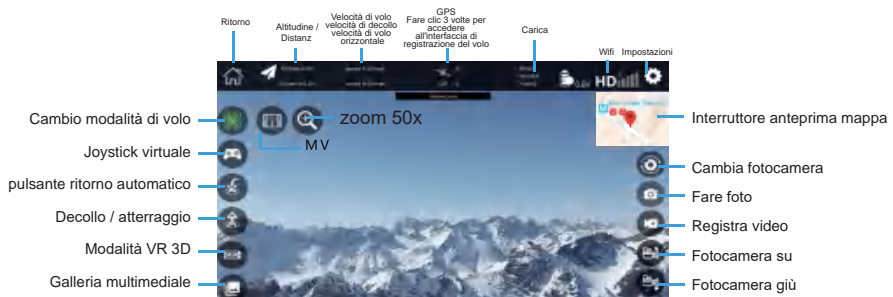 Ritorno
Altitudine /
Distanz
Velocità di volo
velocità di decollo
velocità di volo
orizzontale
GPS
Fare clic 3 volte per
accedere
all'interfaccia di
registrazione del volo
Carica
Wifi
Impostazioni
HD
Cambio modalità di volo
Joystick virtuale
pulsante ritorno automatico
Decollo / atterraggio
Modalità VR 3D
Galleria multimediale
zoom 50x
MV
Interruttore anteprima mappa
Cambia fotocamera
Fare foto
Registra video
Fotocamera su
Fotocamera giù